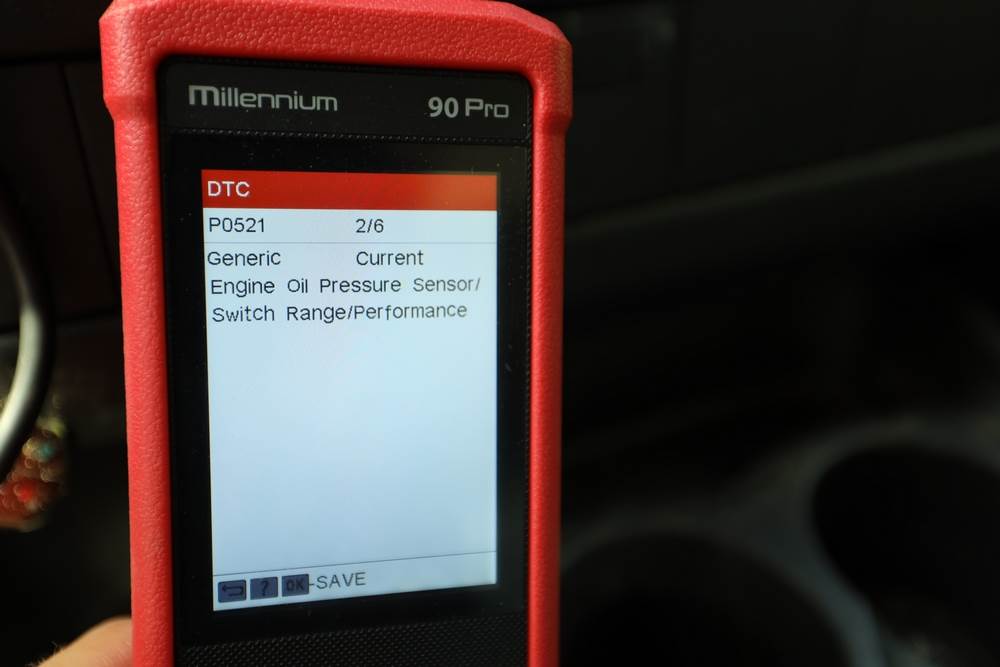 Millennium 90 Pro
DTC
P0521 2/6
Generic Current
Engine Oil Pressure Sensor/
Switch Range/Performance
? OK -SAVE